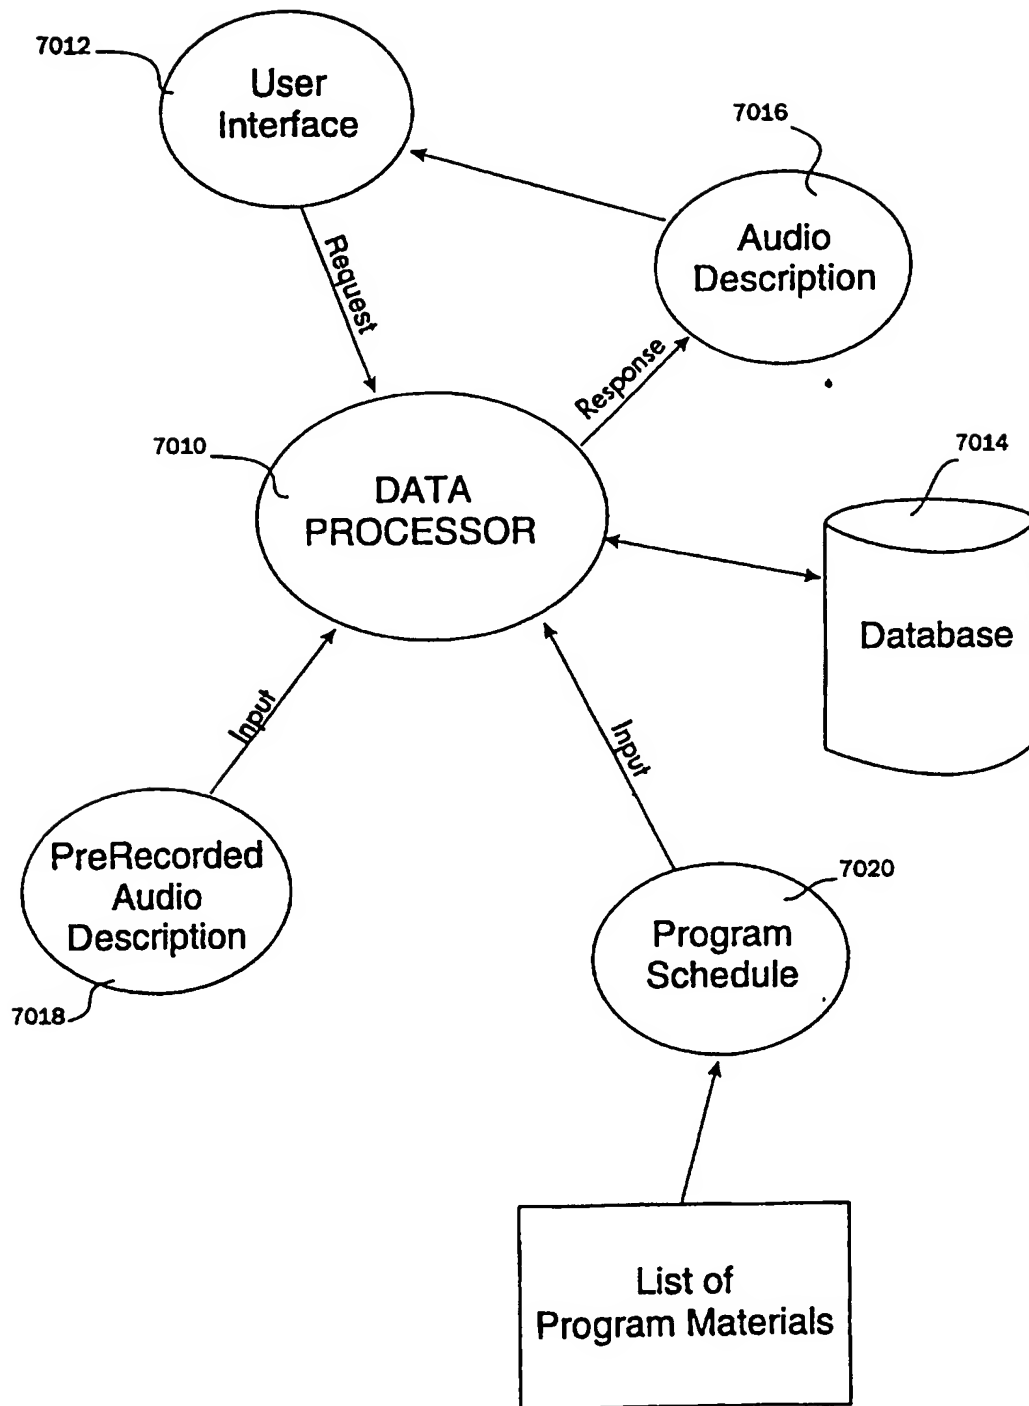 7012
User
Interface
7016
Audio
Description
Request
Response
7010
DATA
PROCESSOR
7014
Database
Input
Input
PreRecorded
Audio
Description
7018
7020
Program
Schedule
List of
Program Materials